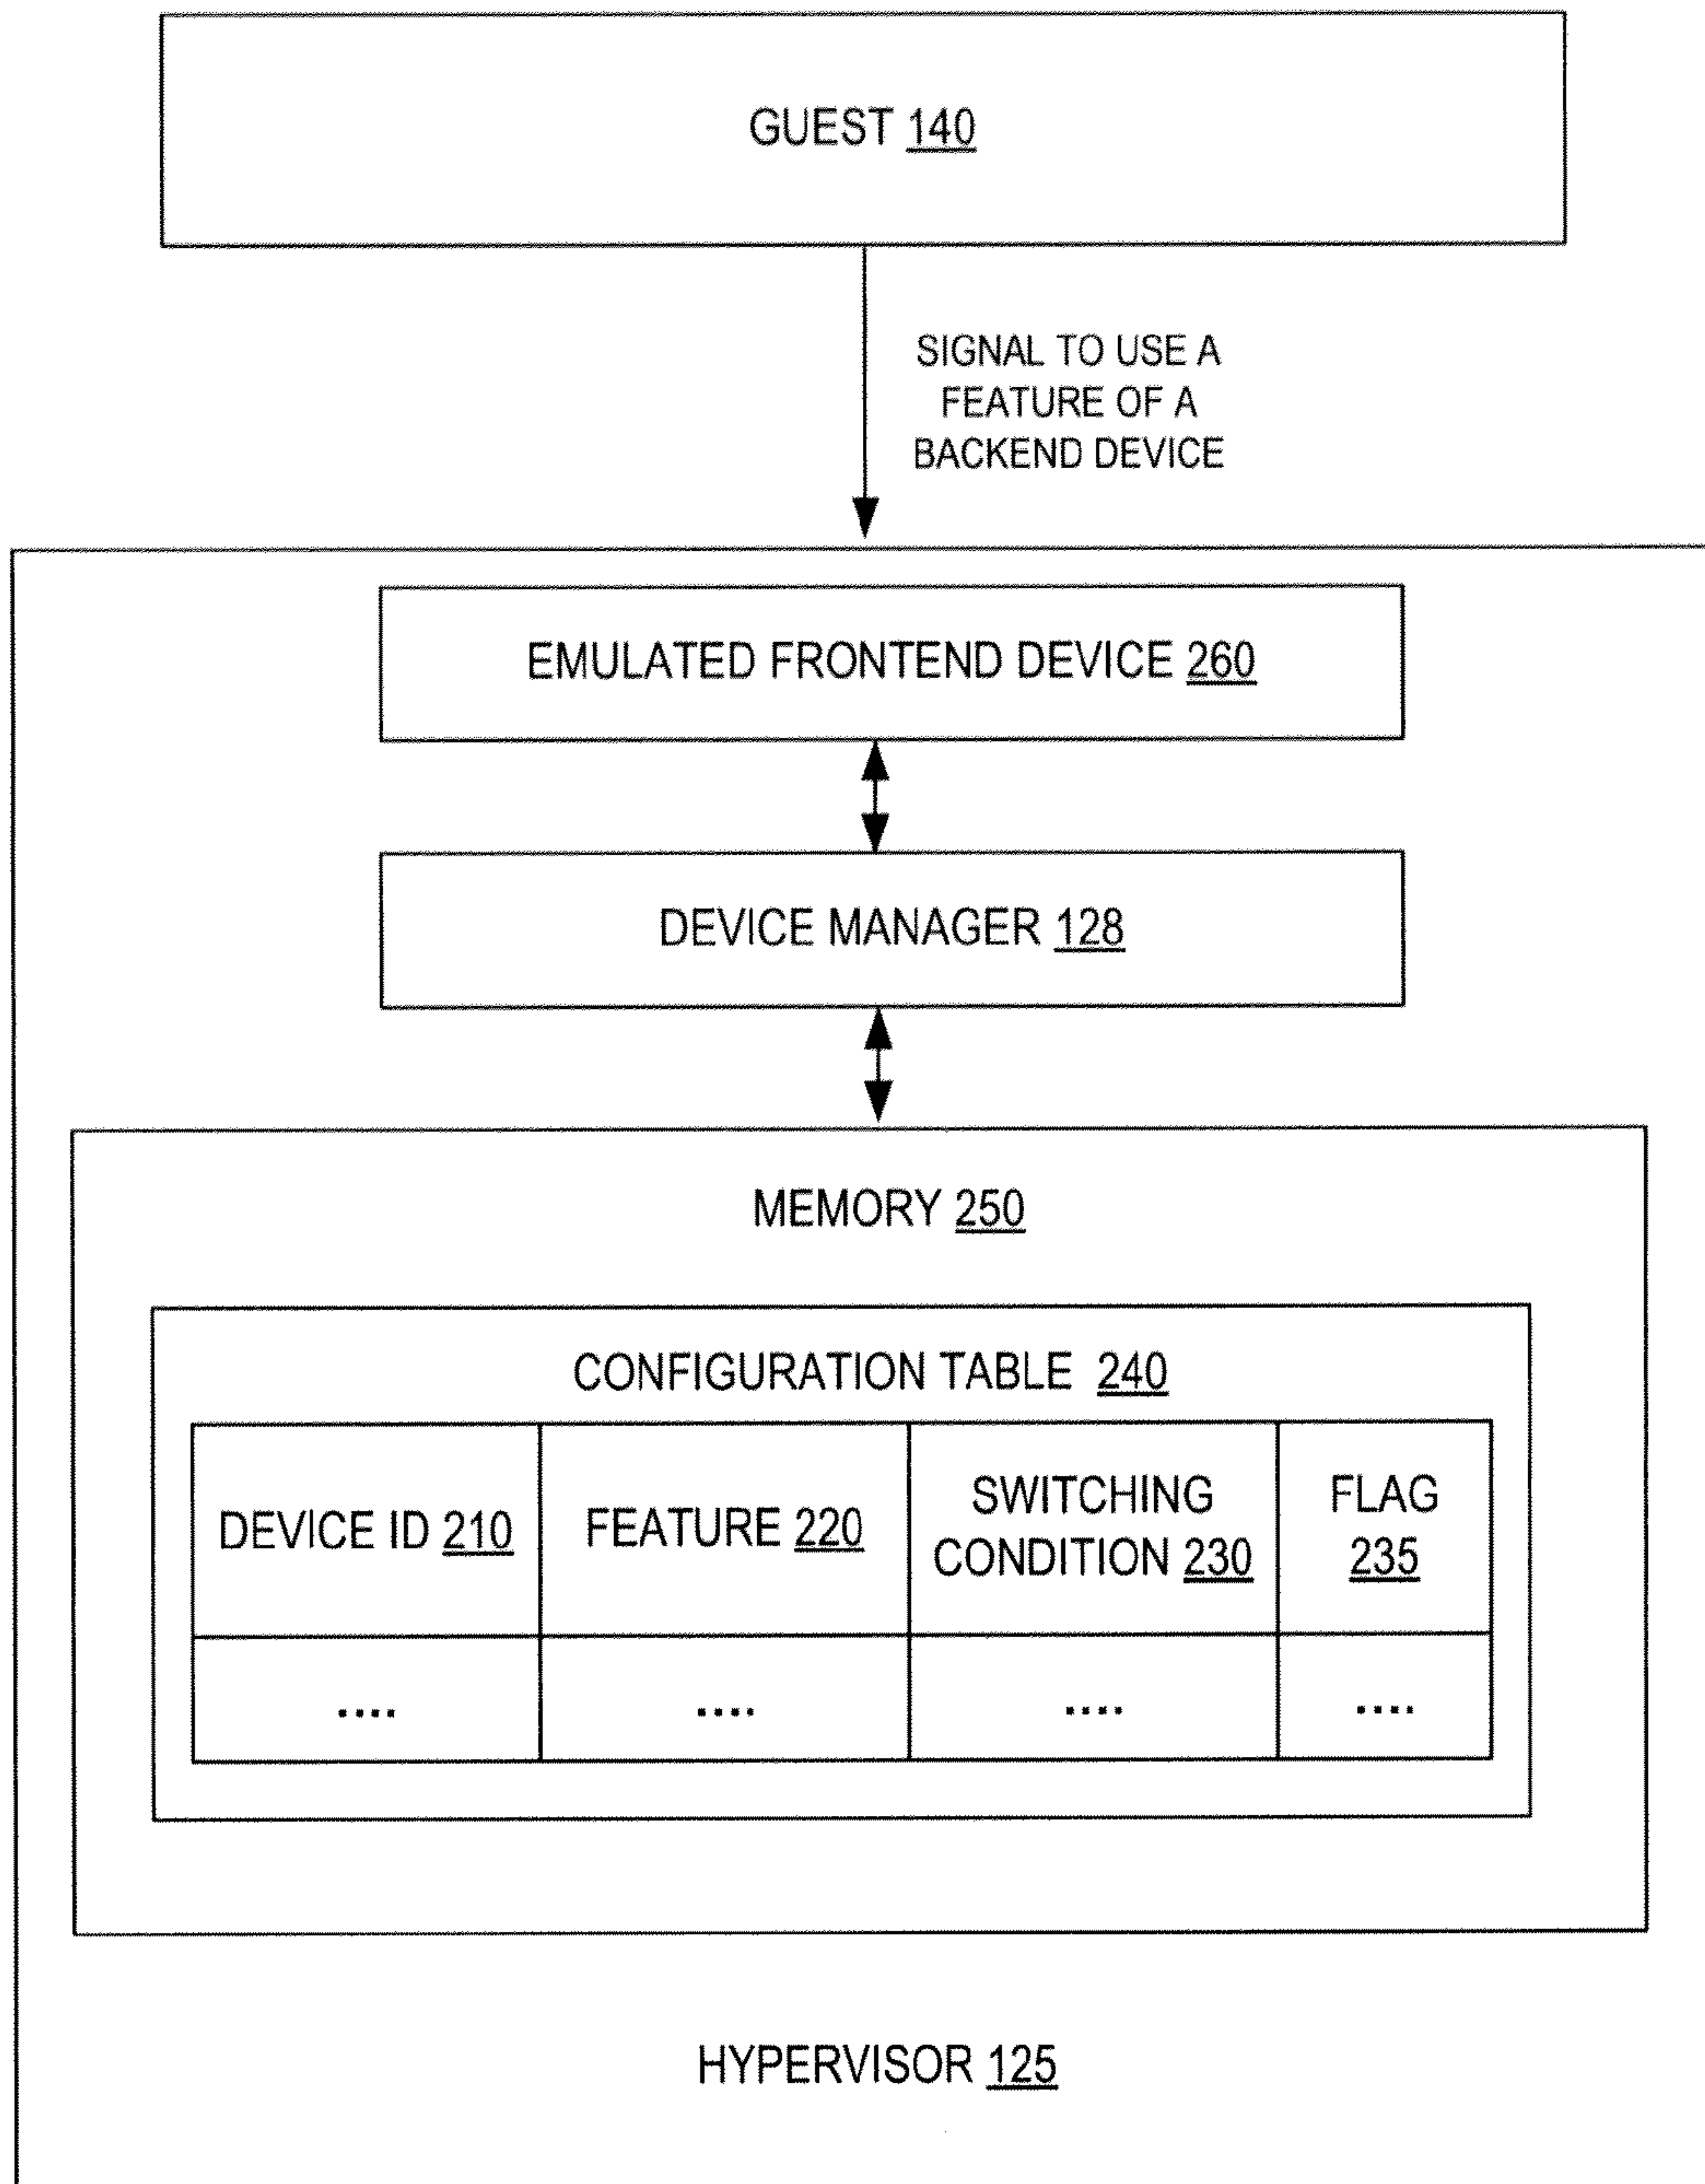 GUEST 140
SIGNAL TO USE A
FEATURE OF A
BACKEND DEVICE
EMULATED FRONTEND DEVICE 260
DEVICE MANAGER 128
MEMORY 250
CONFIGURATION TABLE 240
DEVICE ID 210
FEATURE 220
SWITCHING
CONDITION 230
FLAG
235
....
....
....
....
HYPERVISOR 125